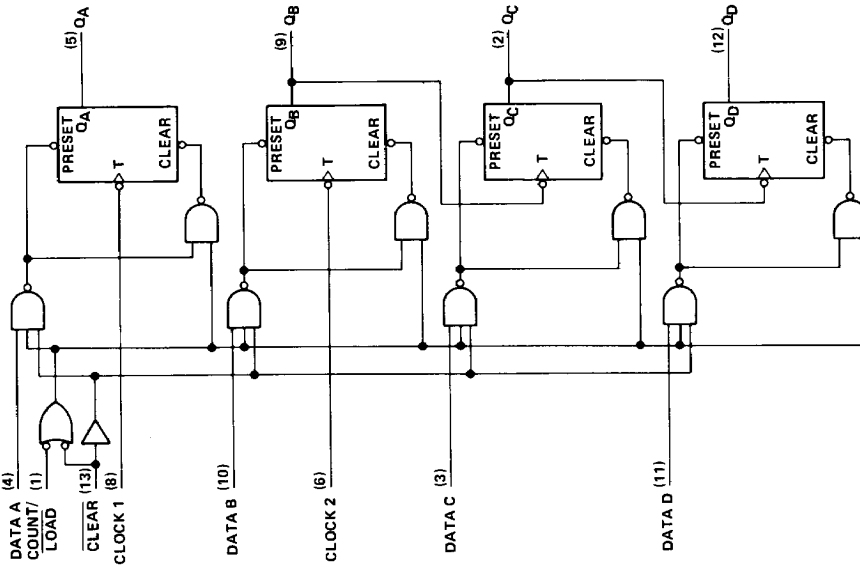 (5) QA
(9) QB
(2) QC
(12) QD
PRESET
QA
T
CLEAR
PRESET
QB
T
CLEAR
PRESET
QC
T
CLEAR
PRESET
QD
T
CLEAR
DATA A (4)
COUNT/LOAD (1)
CLEAR (13)
CLOCK 1 (8)
DATA B (10)
CLOCK 2 (6)
DATA C (3)
DATA D (11)